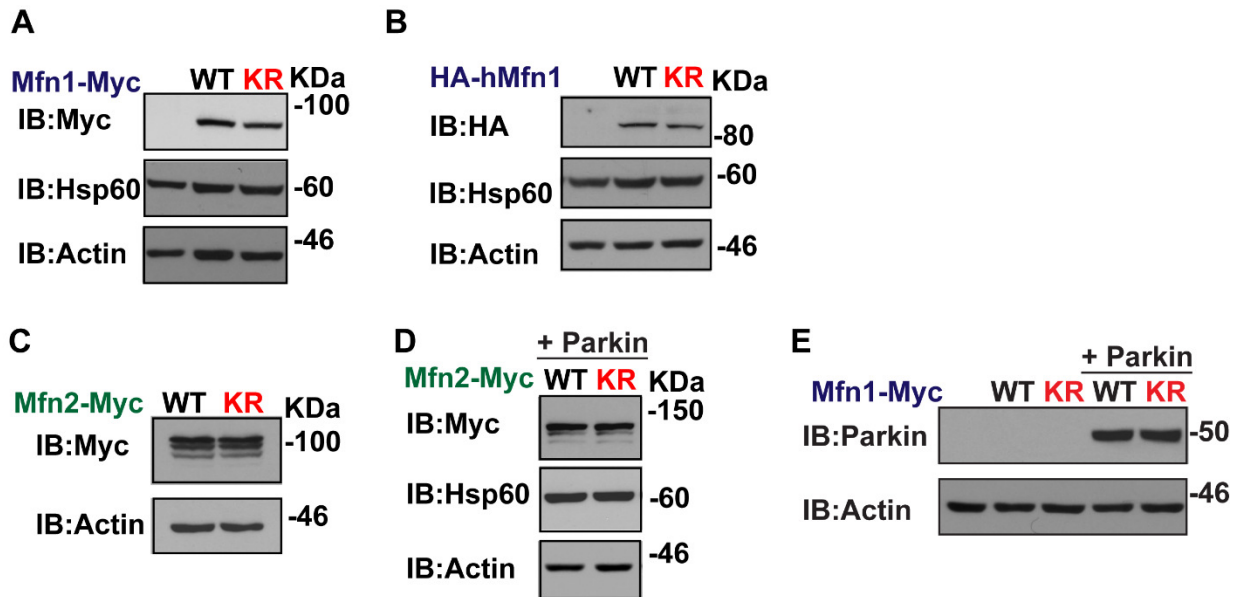 A
Mfn1-Myc WT KR KDa
IB:Myc -100
IB:Hsp60 -60
IB:Actin -46
B
HA-hMfn1 WT KR KDa
IB:HA -80
IB:Hsp60 -60
IB:Actin -46
C
Mfn2-Myc WT KR KDa
IB:Myc -100
IB:Actin -46
D
+ Parkin
Mfn2-Myc WT KR KDa
IB:Myc -150
IB:Hsp60 -60
IB:Actin -46
E
+ Parkin
Mfn1-Myc WT KR WT KR
IB:Parkin -50
IB:Actin -46